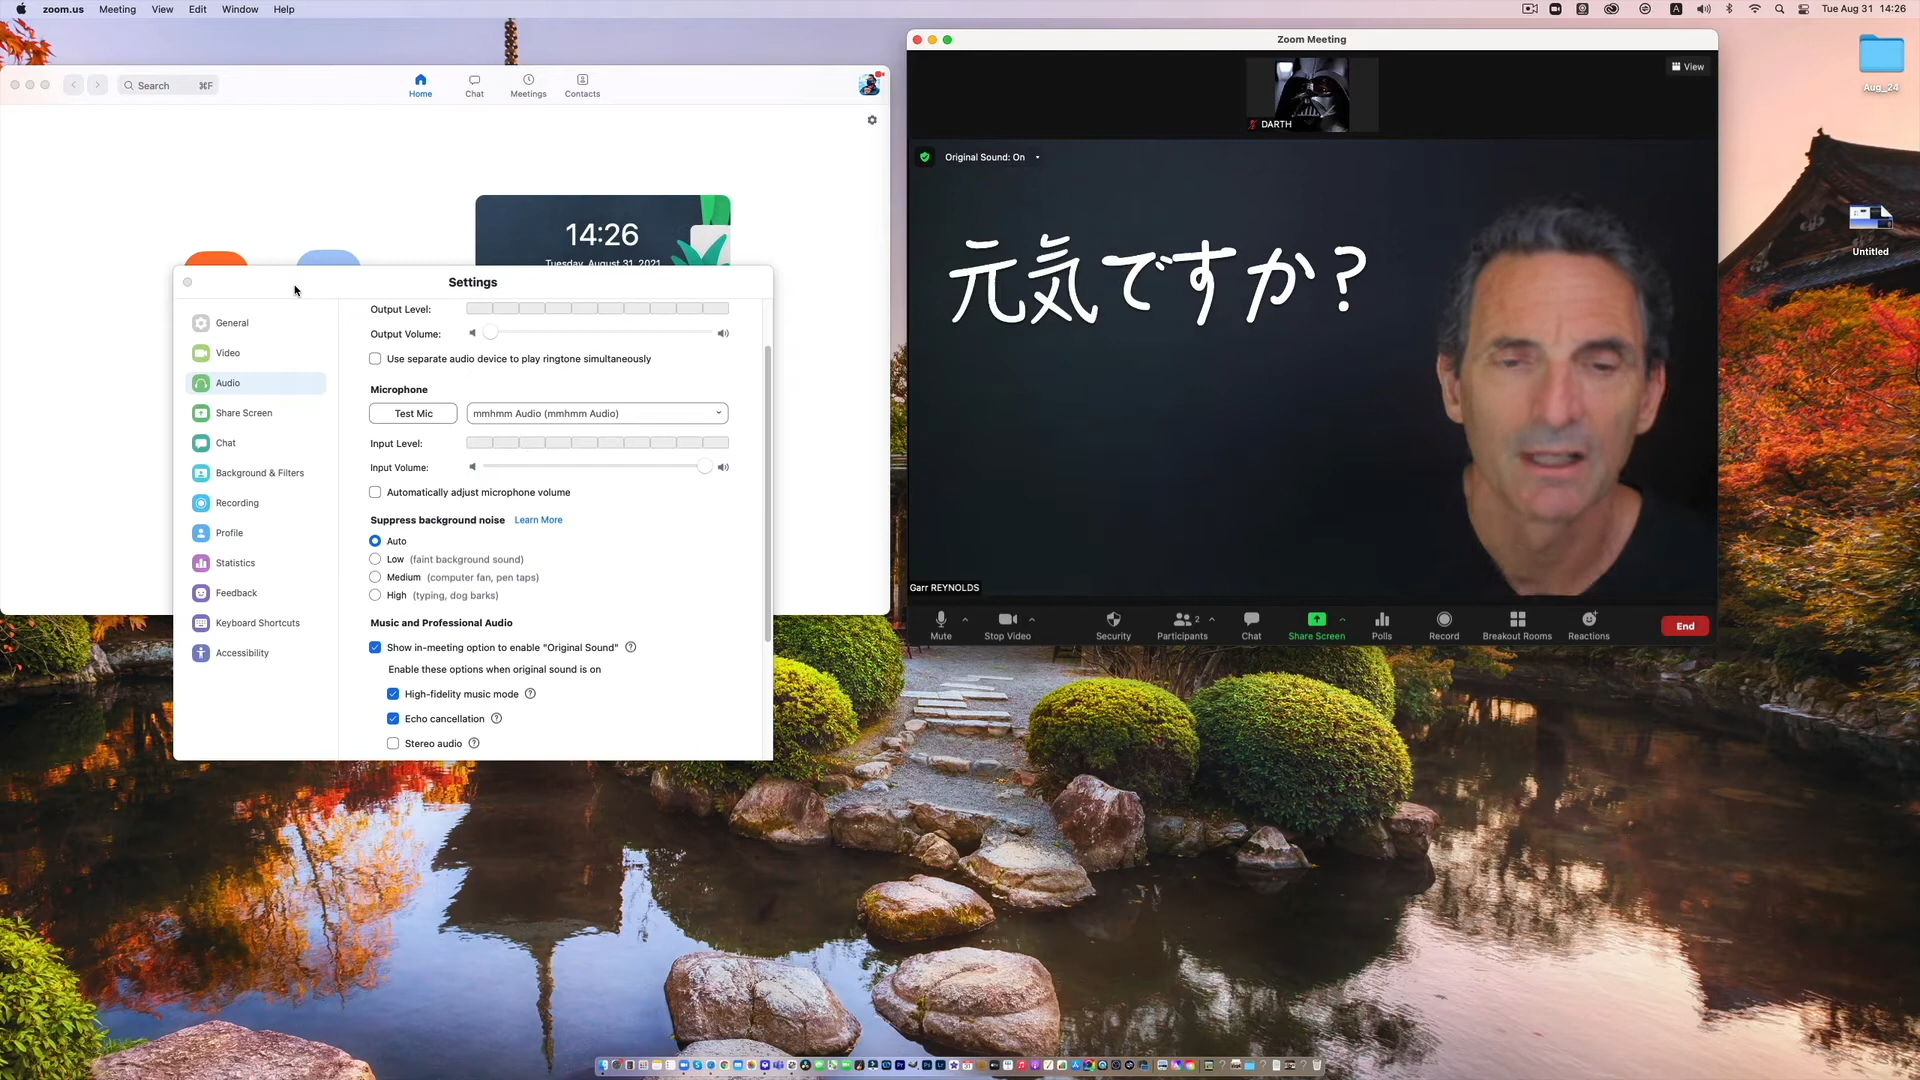 zoom.us Meeting View Edit Window Help
A Tue Aug 31 14:26
Search ⌘F
Home Chat Meetings Contacts
14:26
Tuesday, August 31, 2021
Settings
General
Video
Audio
Share Screen
Chat
Background & Filters
Recording
Profile
Statistics
Feedback
Keyboard Shortcuts
Accessibility
Output Level:
Output Volume:
Use separate audio device to play ringtone simultaneously
Microphone
Test Mic mmhmm Audio (mmhmm Audio)
Input Level:
Input Volume:
Automatically adjust microphone volume
Suppress background noise Learn More
Auto
Low (faint background sound)
Medium (computer fan, pen taps)
High (typing, dog barks)
Music and Professional Audio
Show in-meeting option to enable "Original Sound"
Enable these options when original sound is on
High-fidelity music mode
Echo cancellation
Stereo audio
Zoom Meeting
View
DARTH
Original Sound: On
元気ですか?
Garr REYNOLDS
Mute Stop Video Security Participants 2 Chat Share Screen Polls Record Breakout Rooms Reactions End
Aug_24
Untitled